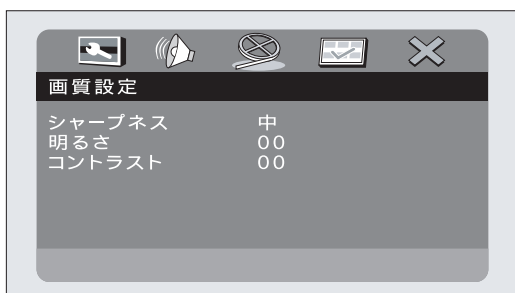 画質設定
シャープネス 中
明るさ 00
コントラスト 00